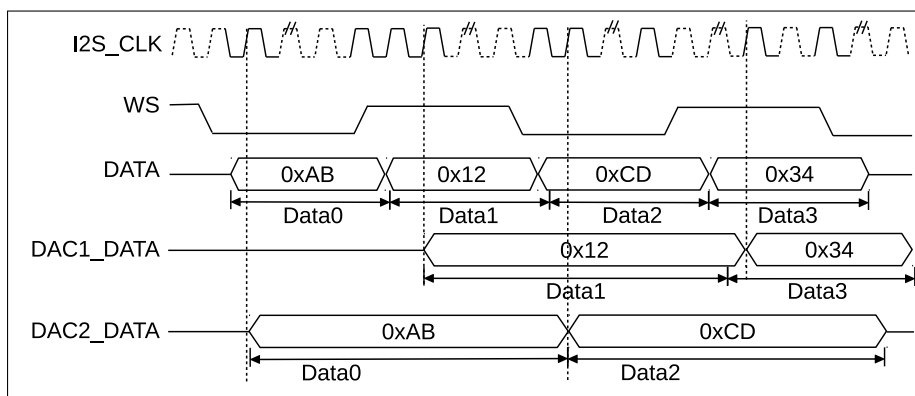 I2S_CLK
WS
DATA 0xAB 0x12 0xCD 0x34
Data0 Data1 Data2 Data3
DAC1_DATA 0x12 0x34
Data1 Data3
DAC2_DATA 0xAB 0xCD
Data0 Data2